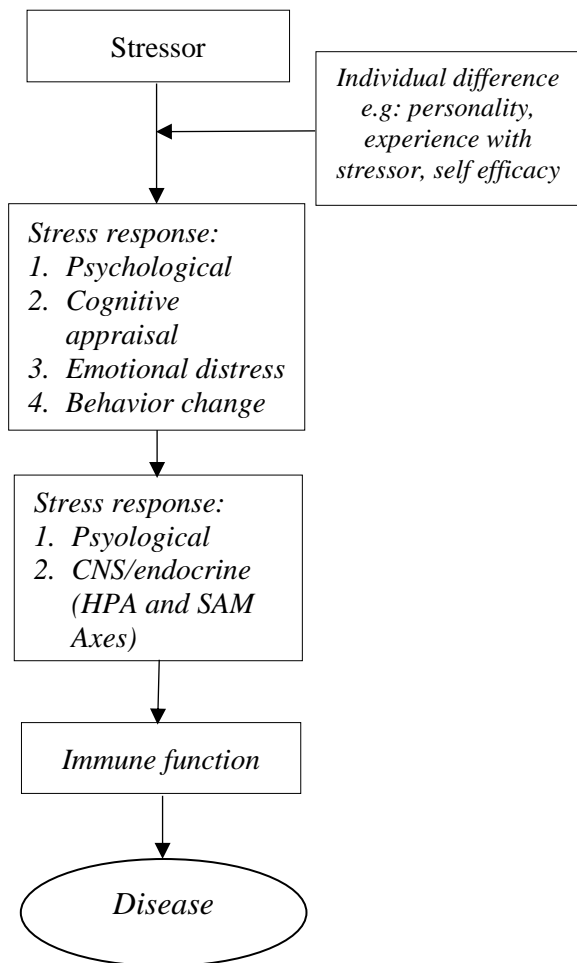 Stressor
Individual difference
e.g: personality,
experience with
stressor, self efficacy
Stress response:
1. Psychological
2. Cognitive
appraisal
3. Emotional distress
4. Behavior change
Stress response:
1. Psyological
2. CNS/endocrine
(HPA and SAM
Axes)
Immune function
Disease